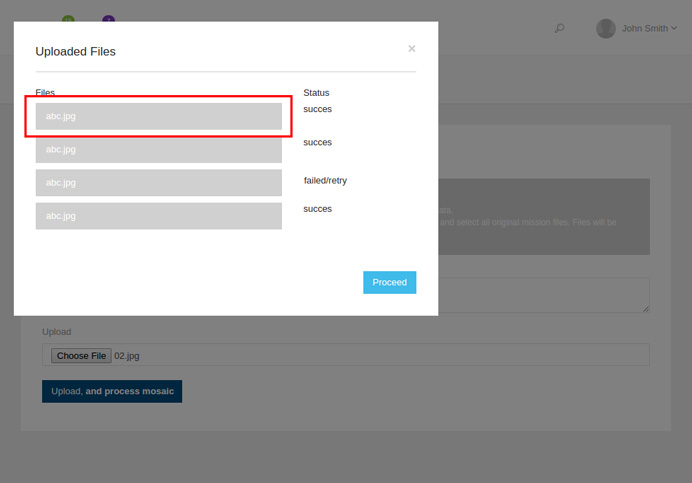 John Smith
Uploaded Files
×
Files Status
abc.jpg succes
abc.jpg succes
abc.jpg failed/retry
abc.jpg succes
and select all original mission files. Files will be
Proceed
Upload
Choose File 02.jpg
Upload, and process mosaic